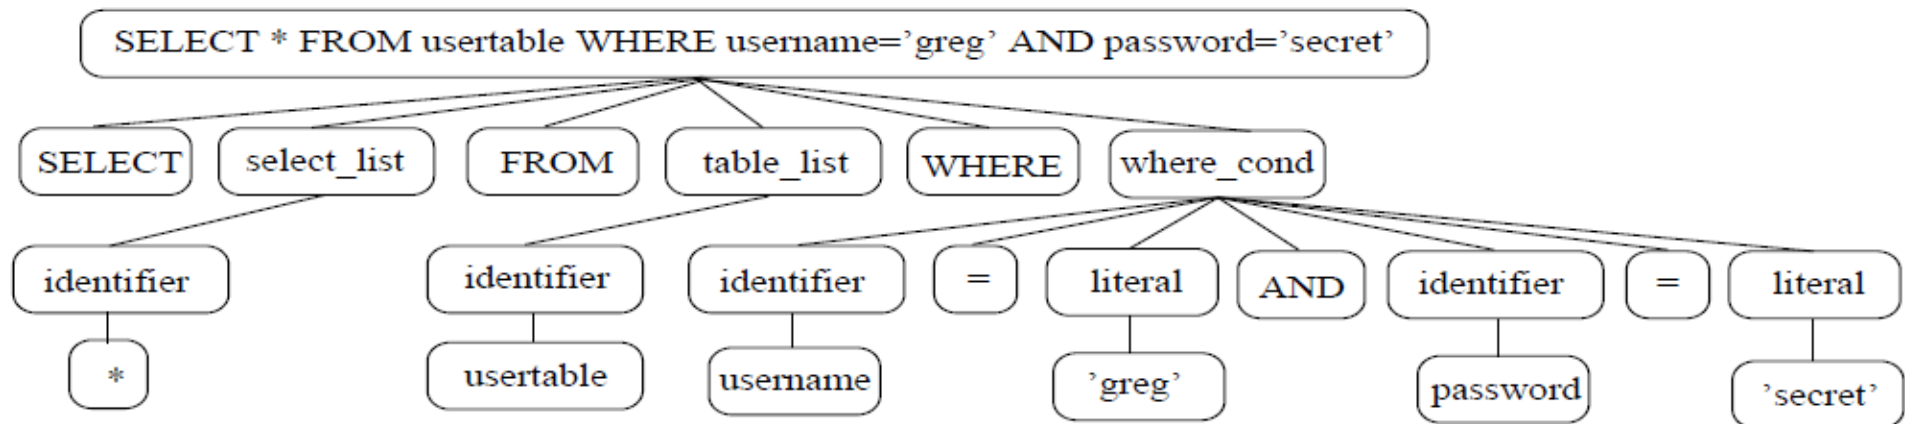 SELECT * FROM usertable WHERE username=’greg’ AND password=’secret’
SELECT select_list FROM table_list WHERE where_cond
identifier identifier identifier = literal AND identifier = literal
* usertable username ’greg’ password ’secret’